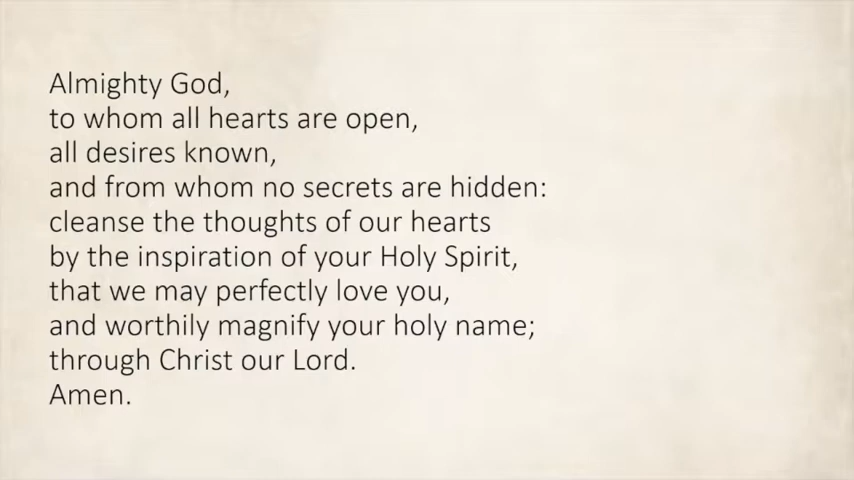 Almighty God,
to whom all hearts are open,
all desires known,
and from whom no secrets are hidden:
cleanse the thoughts of our hearts
by the inspiration of your Holy Spirit,
that we may perfectly love you,
and worthily magnify your holy name;
through Christ our Lord.
Amen.